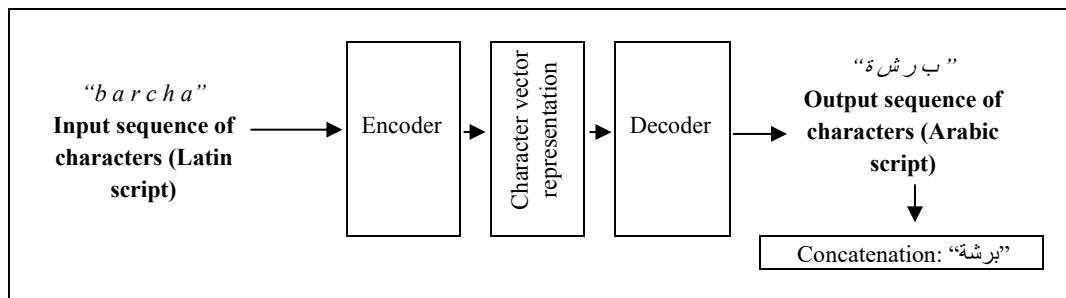 “b a r c h a”
Input sequence of
characters (Latin
script)
Encoder
Character vector
representation
Decoder
“ب ر ش ة”
Output sequence of
characters (Arabic
script)
Concatenation: “برشة”